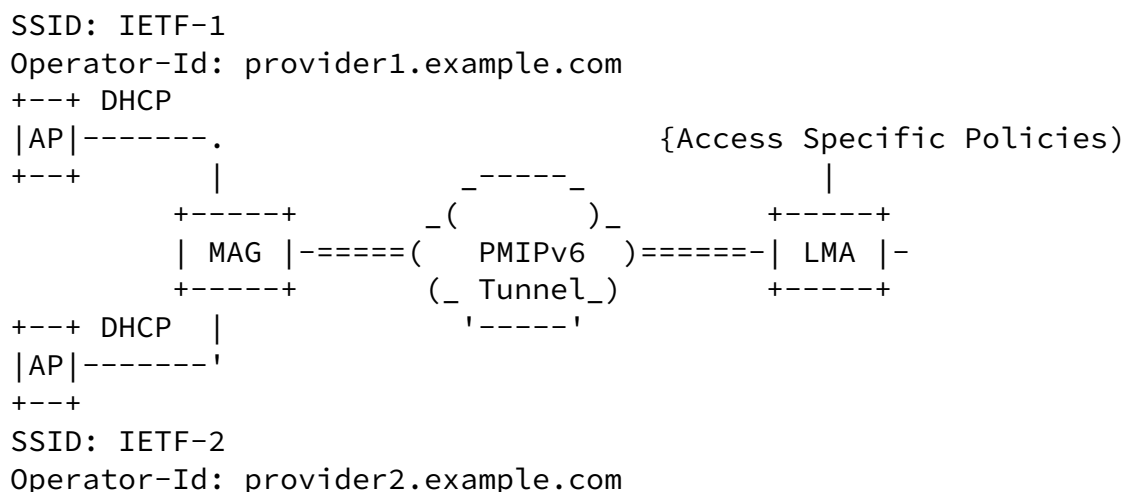 SSID: IETF-1
Operator-Id: provider1.example.com
+--+ DHCP
|AP|-------.                      {Access Specific Policies)
+--+       |             _-----_              |
         +-----+       _(       )_         +-----+
         | MAG |-=====(   PMIPv6  )======-| LMA |-
         +-----+       (_ Tunnel_)         +-----+
+--+ DHCP  |             '-----'
|AP|-------'
+--+
SSID: IETF-2
Operator-Id: provider2.example.com